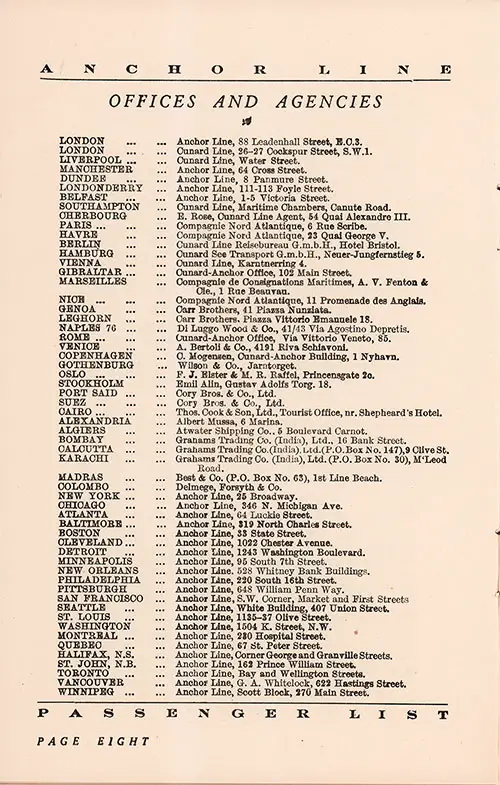 ANCHOR LINE
OFFICES AND AGENCIES
LONDON ... ... Anchor Line, 88 Leadenhall Street, E.C.3.
LONDON ... ... Cunard Line, 26-27 Cockspur Street, S.W.1.
LIVERPOOL ... ... Cunard Line, Water Street.
MANCHESTER ... Anchor Line, 64 Cross Street.
DUNDEE ... ... Anchor Line, 8 Panmure Street.
LONDONDERRY ... Anchor Line, 111-113 Foyle Street.
BELFAST ... ... Anchor Line, 1-5 Victoria Street.
SOUTHAMPTON ... Cunard Line, Maritime Chambers, Canute Road.
CHERBOURG ... E. Rose, Cunard Line Agent, 54 Quai Alexandre III.
PARIS ... ... ... Compagnie Nord Atlantique, 6 Rue Scribe.
HAVRE ... ... Compagnie Nord Atlantique, 23 Quai George V.
BERLIN ... ... Cunard Line Reisebureau G.m.b.H., Hotel Bristol.
HAMBURG ... ... Cunard See Transport G.m.b.H., Neuer-Jungfernstieg 5.
VIENNA ... ... Cunard Line, Karntnerring 4.
GIBRALTAR ... ... Cunard-Anchor Office, 102 Main Street.
MARSEILLES ... Compagnie de Consignations Maritimes, A. V. Fenton &
Cie., 1 Rue Beauvau.
NICE ... ... ... Compagnie Nord Atlantique, 11 Promenade des Anglais.
GENOA ... ... Carr Brothers, 41 Piazza Nunziata.
LEGHORN ... ... Carr Brothers. Piazza Vittorio Emanuele 18.
NAPLES 76 ... ... Di Luggo Wood & Co., 41/43 Via Agostino Depretis.
ROME ... ... ... Cunard-Anchor Office, Via Vittorio Veneto, 85.
VENICE ... ... A. Bertoli & Co., 4191 Riva Schiavoni.
COPENHAGEN ... C. Mogensen, Cunard-Anchor Building, 1 Nyhavn.
GOTHENBURG ... Wilson & Co., Jarntorget.
OSLO ... ... ... F. J. Elster & M. R. Raffel, Princensgate 2c.
STOCKHOLM ... Emil Alin, Gustav Adolfs Torg. 18.
PORT SAID ... ... Cory Bros. & Co., Ltd.
SUEZ ... ... ... Cory Bros. & Co., Ltd.
CAIRO ... ... ... Thos. Cook & Son, Ltd., Tourist Office, nr. Shepheard's Hotel.
ALEXANDRIA ... Albert Mussa, 6 Marina.
ALGIERS ... ... Atwater Shipping Co., 5 Boulevard Carnot.
BOMBAY ... ... Grahams Trading Co. (India), Ltd., 16 Bank Street.
CALCUTTA ... ... Grahams Trading Co.(India), Ltd.(P.O. Box No. 147),9 Clive St.
KARACHI ... ... Grahams Trading Co. (India), Ltd. (P.O. Box No. 30), M'Leod
Road.
MADRAS ... ... Best & Co. (P.O. Box No. 63), 1st Line Beach.
COLOMBO ... ... Delmege, Forsyth & Co.
NEW YORK ... ... Anchor Line, 25 Broadway.
CHICAGO ... ... Anchor Line, 346 N. Michigan Ave.
ATLANTA ... ... Anchor Line, 64 Luckie Street.
BALTIMORE ... ... Anchor Line, 319 North Charles Street.
BOSTON ... ... Anchor Line, 33 State Street.
CLEVELAND ... ... Anchor Line, 1022 Chester Avenue.
DETROIT ... ... Anchor Line, 1243 Washington Boulevard.
MINNEAPOLIS ... Anchor Line, 95 South 7th Street.
NEW ORLEANS ... Anchor Line. 528 Whitney Bank Buildings.
PHILADELPHIA ... Anchor Line, 220 South 16th Street.
PITTSBURGH ... Anchor Line, 648 William Penn Way.
SAN FRANCISCO ... Anchor Line, S.W. Corner, Market and First Streets
SEATTLE ... ... Anchor Line, White Building, 407 Union Street.
ST. LOUIS ... ... Anchor Line, 1135-37 Olive Street.
WASHINGTON ... Anchor Line, 1504 K. Street, N.W.
MONTREAL ... ... Anchor Line, 230 Hospital Street.
QUEBEC ... ... Anchor Line, 67 St. Peter Street.
HALIFAX, N.S. ... Anchor Line, Corner George and Granville Streets.
ST. JOHN, N.B. ... Anchor Line, 162 Prince William Street.
TORONTO ... ... Anchor Line, Bay and Wellington Streets.
VANCOUVER ... Anchor Line, G. A. Whitelock, 622 Hastings Street.
WINNIPEG ... ... Anchor Line, Scott Block, 270 Main Street.
PASSENGER LIST
PAGE EIGHT